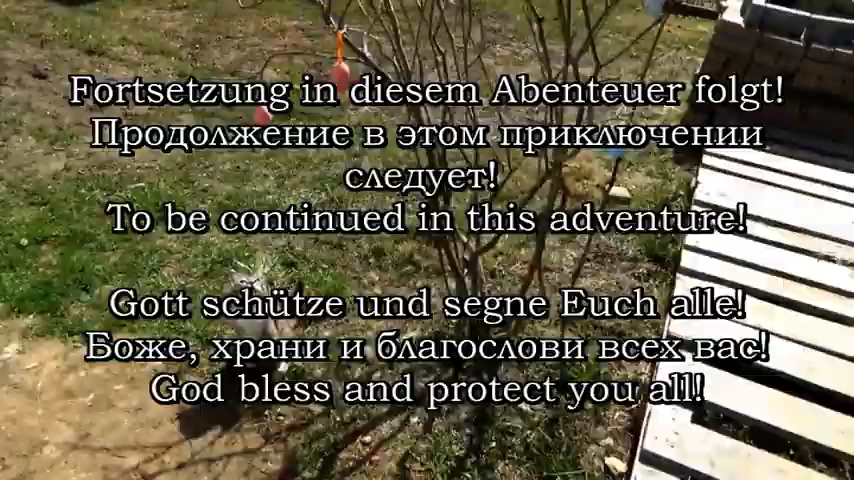 Fortsetzung in diesem Abenteuer folgt!
Продолжение в этом приключении
следует!
To be continued in this adventure!
Gott schütze und segne Euch alle!
Боже, храни и благослови всех вас!
God bless and protect you all!